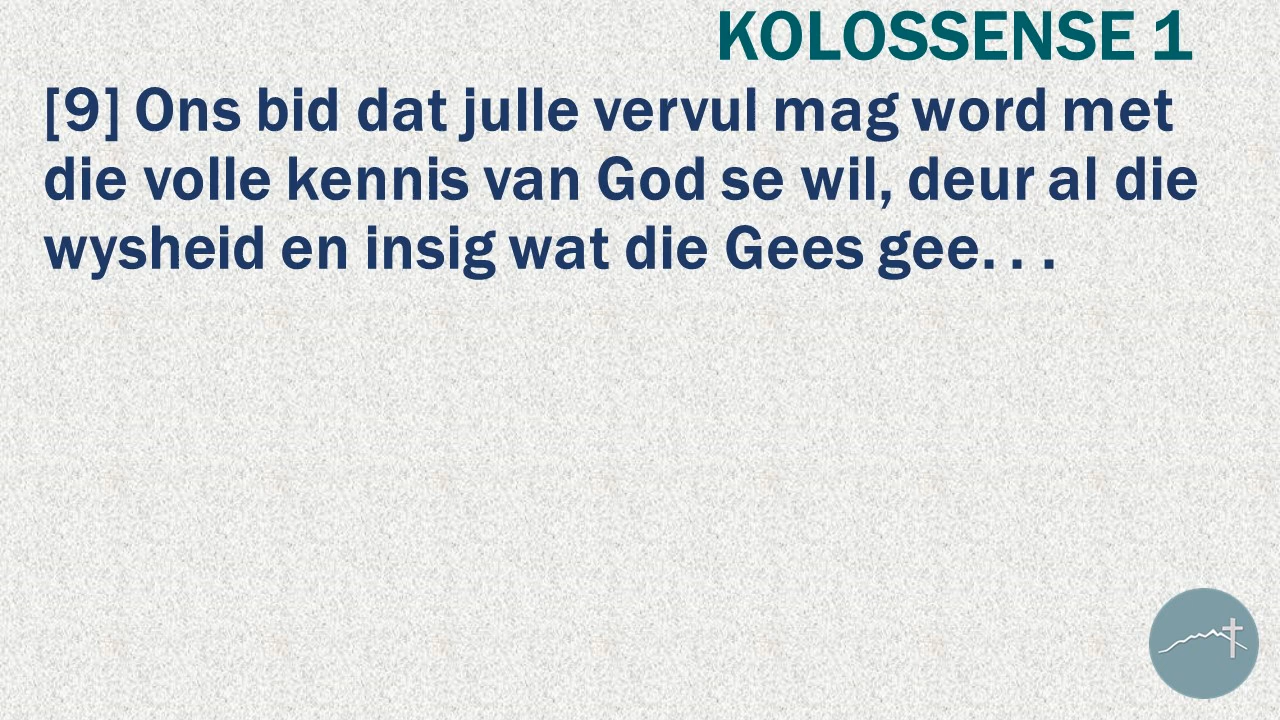 KOLOSSENSE 1
[9] Ons bid dat julle vervul mag word met
die volle kennis van God se wil, deur al die
wysheid en insig wat die Gees gee. . .